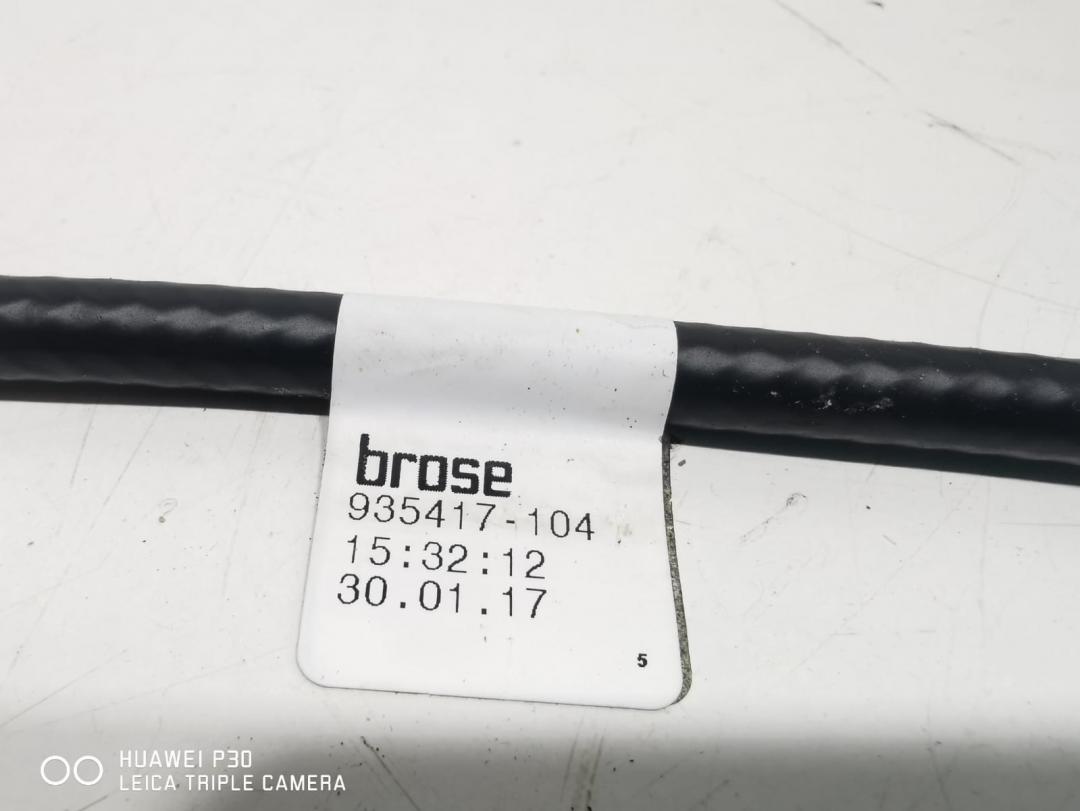 brose
935417-104
15:32:12
30.01.17
5
HUAWEI P30
LEICA TRIPLE CAMERA